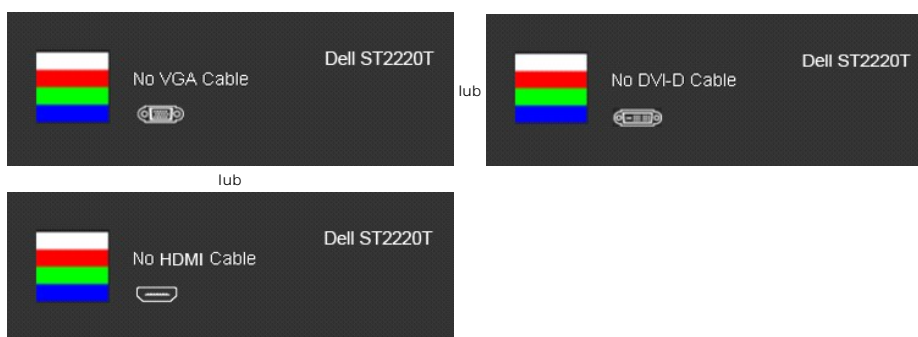 Dell ST2220T
No VGA Cable
lub
Dell ST2220T
No DVI-D Cable
lub
Dell ST2220T
No HDMI Cable